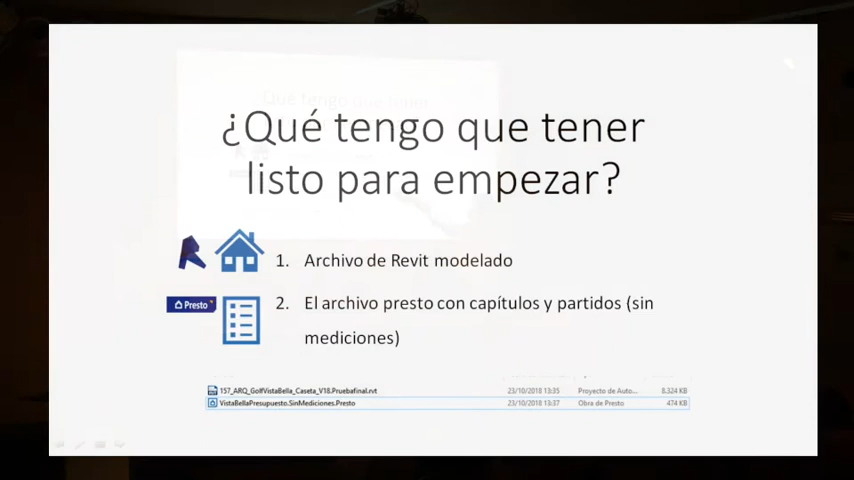 ¿Qué tengo que tener
listo para empezar?
1. Archivo de Revit modelado
Presto
2. El archivo presto con capítulos y partidos (sin
mediciones)
157_ARQ_GolfVistaBella_Caseta_V18.Pruebafinal.rvt 23/10/2018 13:35 Proyecto de Auto... 8.324 KB
VistaBellaPresupuesto.SinMediciones.Presto 23/10/2018 13:37 Obra de Presto 474 KB